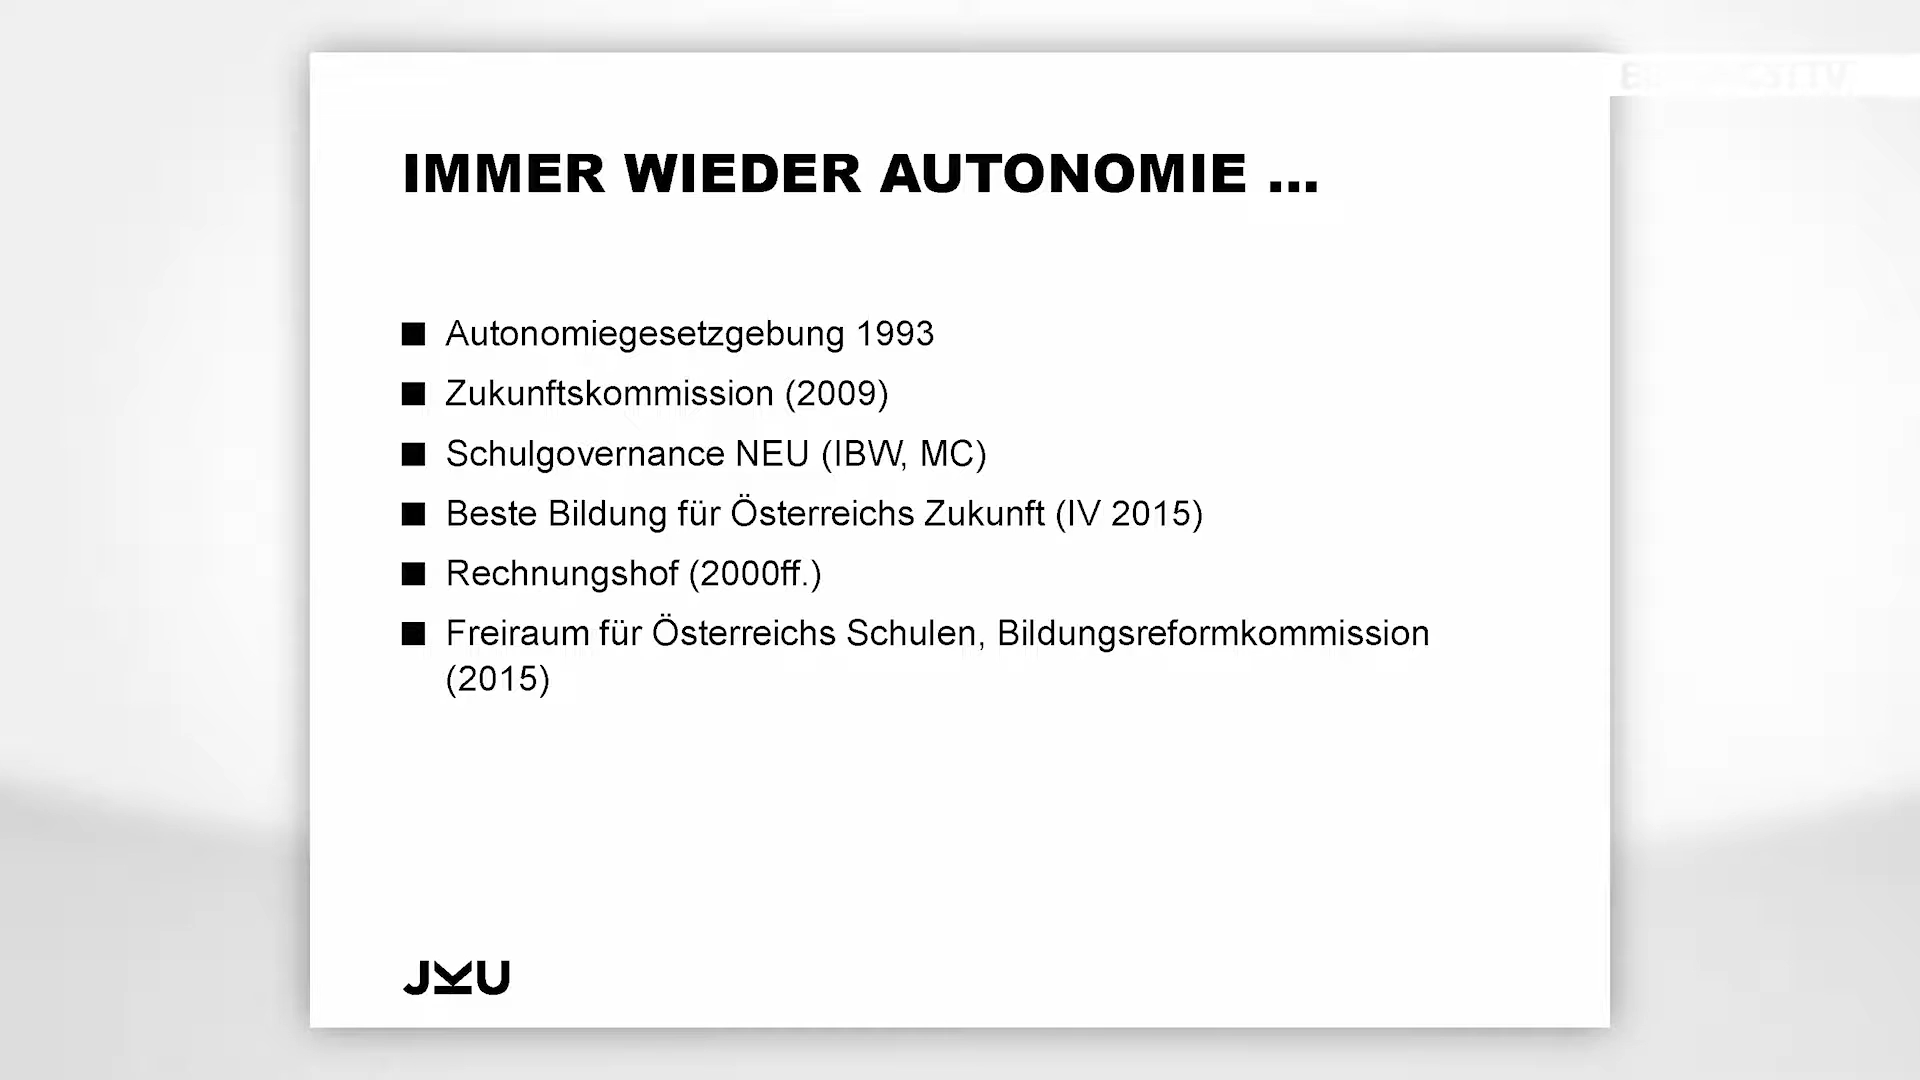 IMMER WIEDER AUTONOMIE ...
Autonomiegesetzgebung 1993
Zukunftskommission (2009)
Schulgovernance NEU (IBW, MC)
Beste Bildung für Österreichs Zukunft (IV 2015)
Rechnungshof (2000ff.)
Freiraum für Österreichs Schulen, Bildungsreformkommission
(2015)
JKU